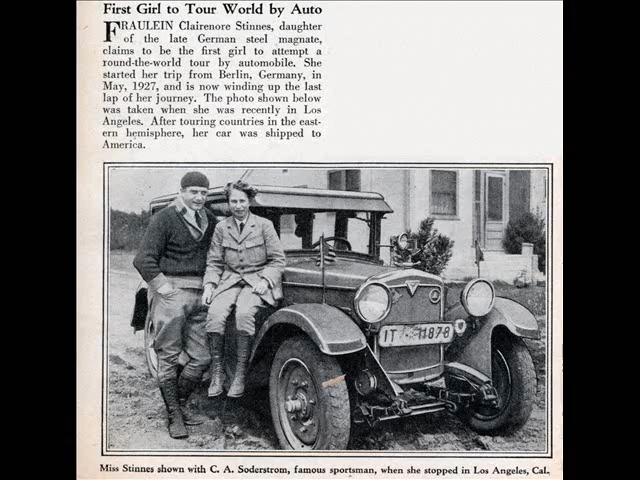 First Girl to Tour World by Auto
FRAULEIN Clairenore Stinnes, daughter
of the late German steel magnate,
claims to be the first girl to attempt a
round-the-world tour by automobile. She
started her trip from Berlin, Germany, in
May, 1927, and is now winding up the last
lap of her journey. The photo shown below
was taken when she was recently in Los
Angeles. After touring countries in the east-
ern hemisphere, her car was shipped to
America.
IT 11878
Miss Stinnes shown with C. A. Soderstrom, famous sportsman, when she stopped in Los Angeles, Cal.